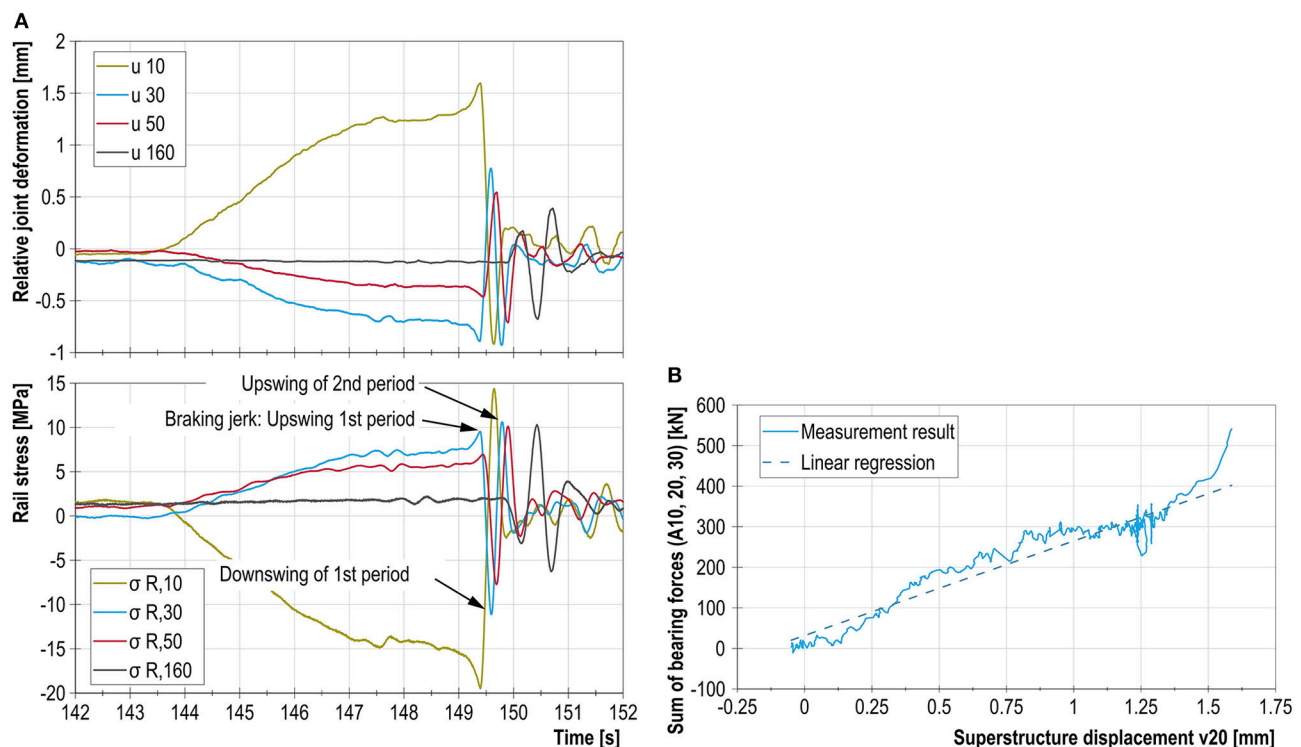 A
Relative joint deformation [mm]
2
1.5
1
0.5
0
-0.5
-1
u 10
u 30
u 50
u 160
Rail stress [MPa]
15
10
5
0
-5
-10
-15
-20
Upswing of 2nd period
Braking jerk: Upswing 1st period
Downswing of 1st period
σ R,10
σ R,30
σ R,50
σ R,160
142 143 144 145 146 147 148 149 150 151 152
Time [s]
B
Sum of bearing forces (A10, 20, 30) [kN]
600
500
400
300
200
100
0
-100
Measurement result
Linear regression
-0.25 0 0.25 0.5 0.75 1 1.25 1.5 1.75
Superstructure displacement v20 [mm]